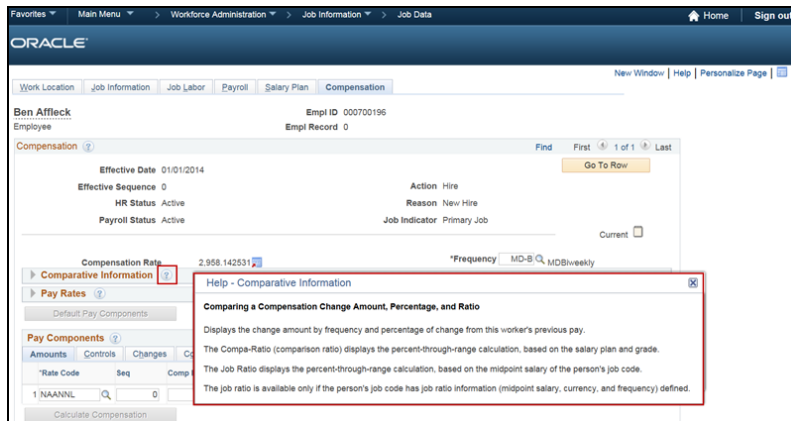 Favorites Main Menu > Workforce Administration > Job Information > Job Data Home Sign out
ORACLE
New Window | Help | Personalize Page |
Work Location Job Information Job Labor Payroll Salary Plan Compensation
Ben Affleck Empl ID 000700196
Employee Empl Record 0
Compensation ? Find First 1 of 1 Last
Effective Date 01/01/2014 Go To Row
Effective Sequence 0 Action Hire
HR Status Active Reason New Hire
Payroll Status Active Job Indicator Primary Job
Current
Compensation Rate 2,958.142531 *Frequency MD-B MDBiweekly
Comparative Information ?
Help - Comparative Information
Pay Rates ?
Comparing a Compensation Change Amount, Percentage, and Ratio
Default Pay Components
Displays the change amount by frequency and percentage of change from this worker's previous pay.
Pay Components ?
The Compa-Ratio (comparison ratio) displays the percent-through-range calculation, based on the salary plan and grade.
Amounts Controls Changes
The Job Ratio displays the percent-through-range calculation, based on the midpoint salary of the person's job code.
*Rate Code Seq Comp
The job ratio is available only if the person's job code has job ratio information (midpoint salary, currency, and frequency) defined.
1 NAANNL 0
Calculate Compensation